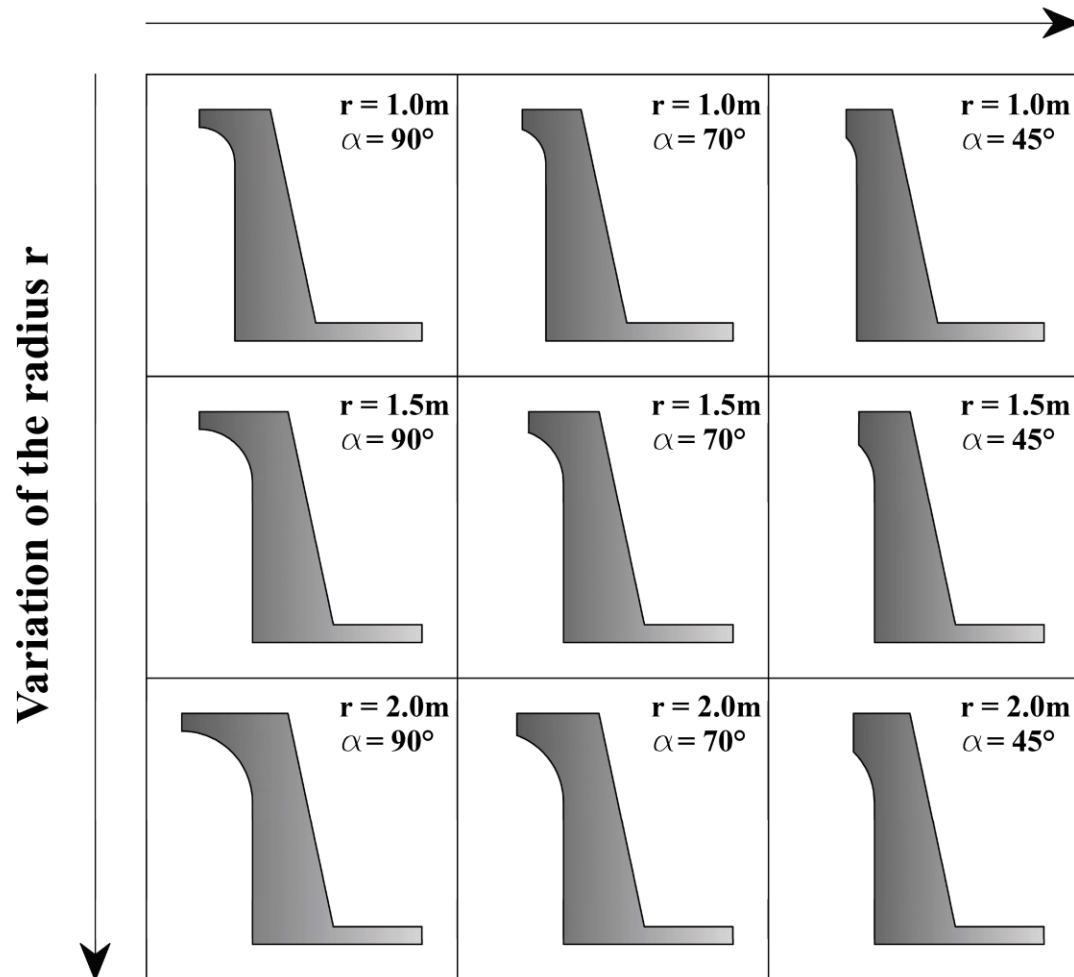 r = 1.0m
α = 90°
r = 1.0m
α = 70°
r = 1.0m
α = 45°
Variation of the radius r
r = 1.5m
α = 90°
r = 1.5m
α = 70°
r = 1.5m
α = 45°
r = 2.0m
α = 90°
r = 2.0m
α = 70°
r = 2.0m
α = 45°